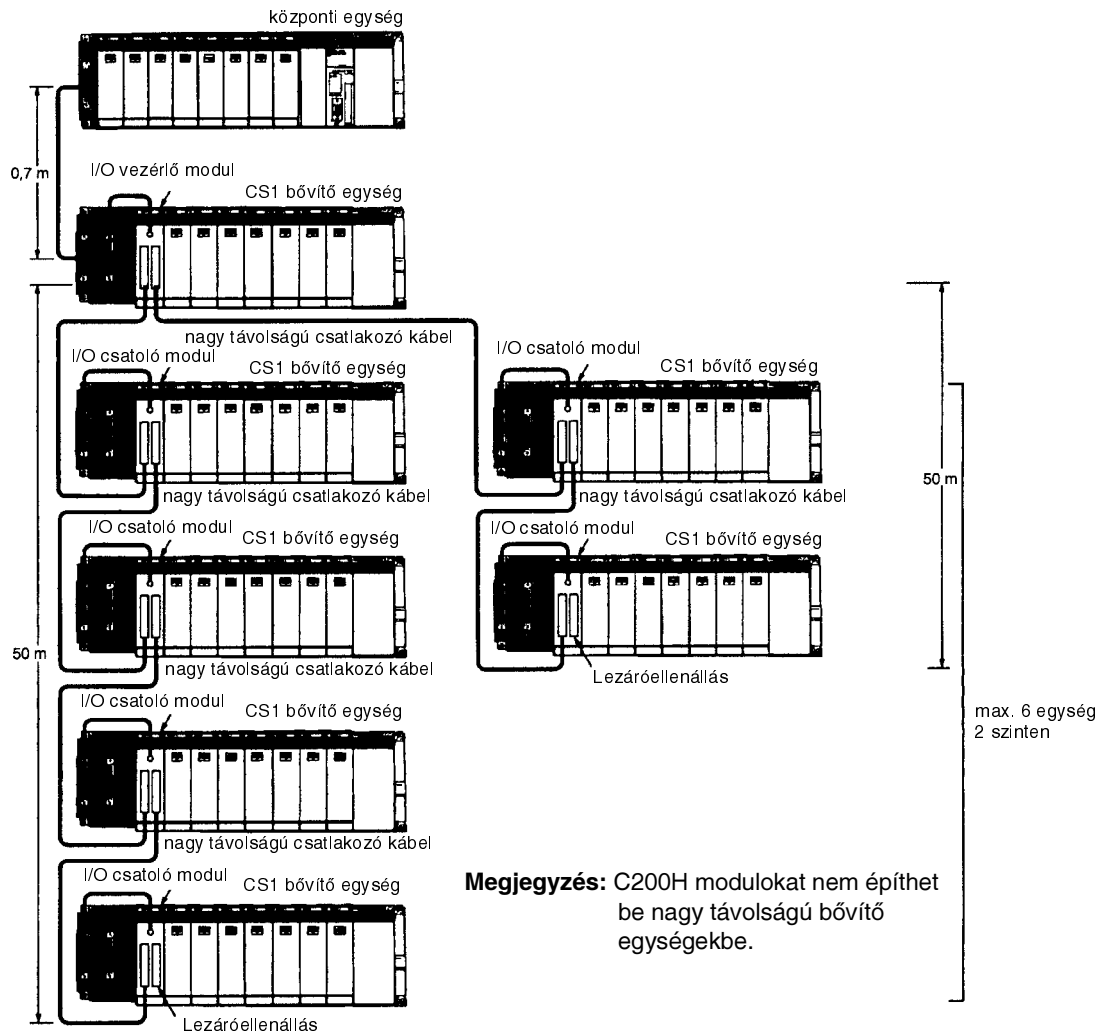 központi egység
0,7 m
I/O vezérlő modul
CS1 bővítő egység
nagy távolságú csatlakozó kábel
I/O csatoló modul
CS1 bővítő egység
I/O csatoló modul
CS1 bővítő egység
nagy távolságú csatlakozó kábel
nagy távolságú csatlakozó kábel
50 m
I/O csatoló modul
CS1 bővítő egység
I/O csatoló modul
CS1 bővítő egység
50 m
nagy távolságú csatlakozó kábel
Lezáróellenállás
I/O csatoló modul
CS1 bővítő egység
max. 6 egység
2 szinten
nagy távolságú csatlakozó kábel
I/O csatoló modul
CS1 bővítő egység
Megjegyzés: C200H modulokat nem építhet
be nagy távolságú bővítő
egységekbe.
Lezáróellenállás